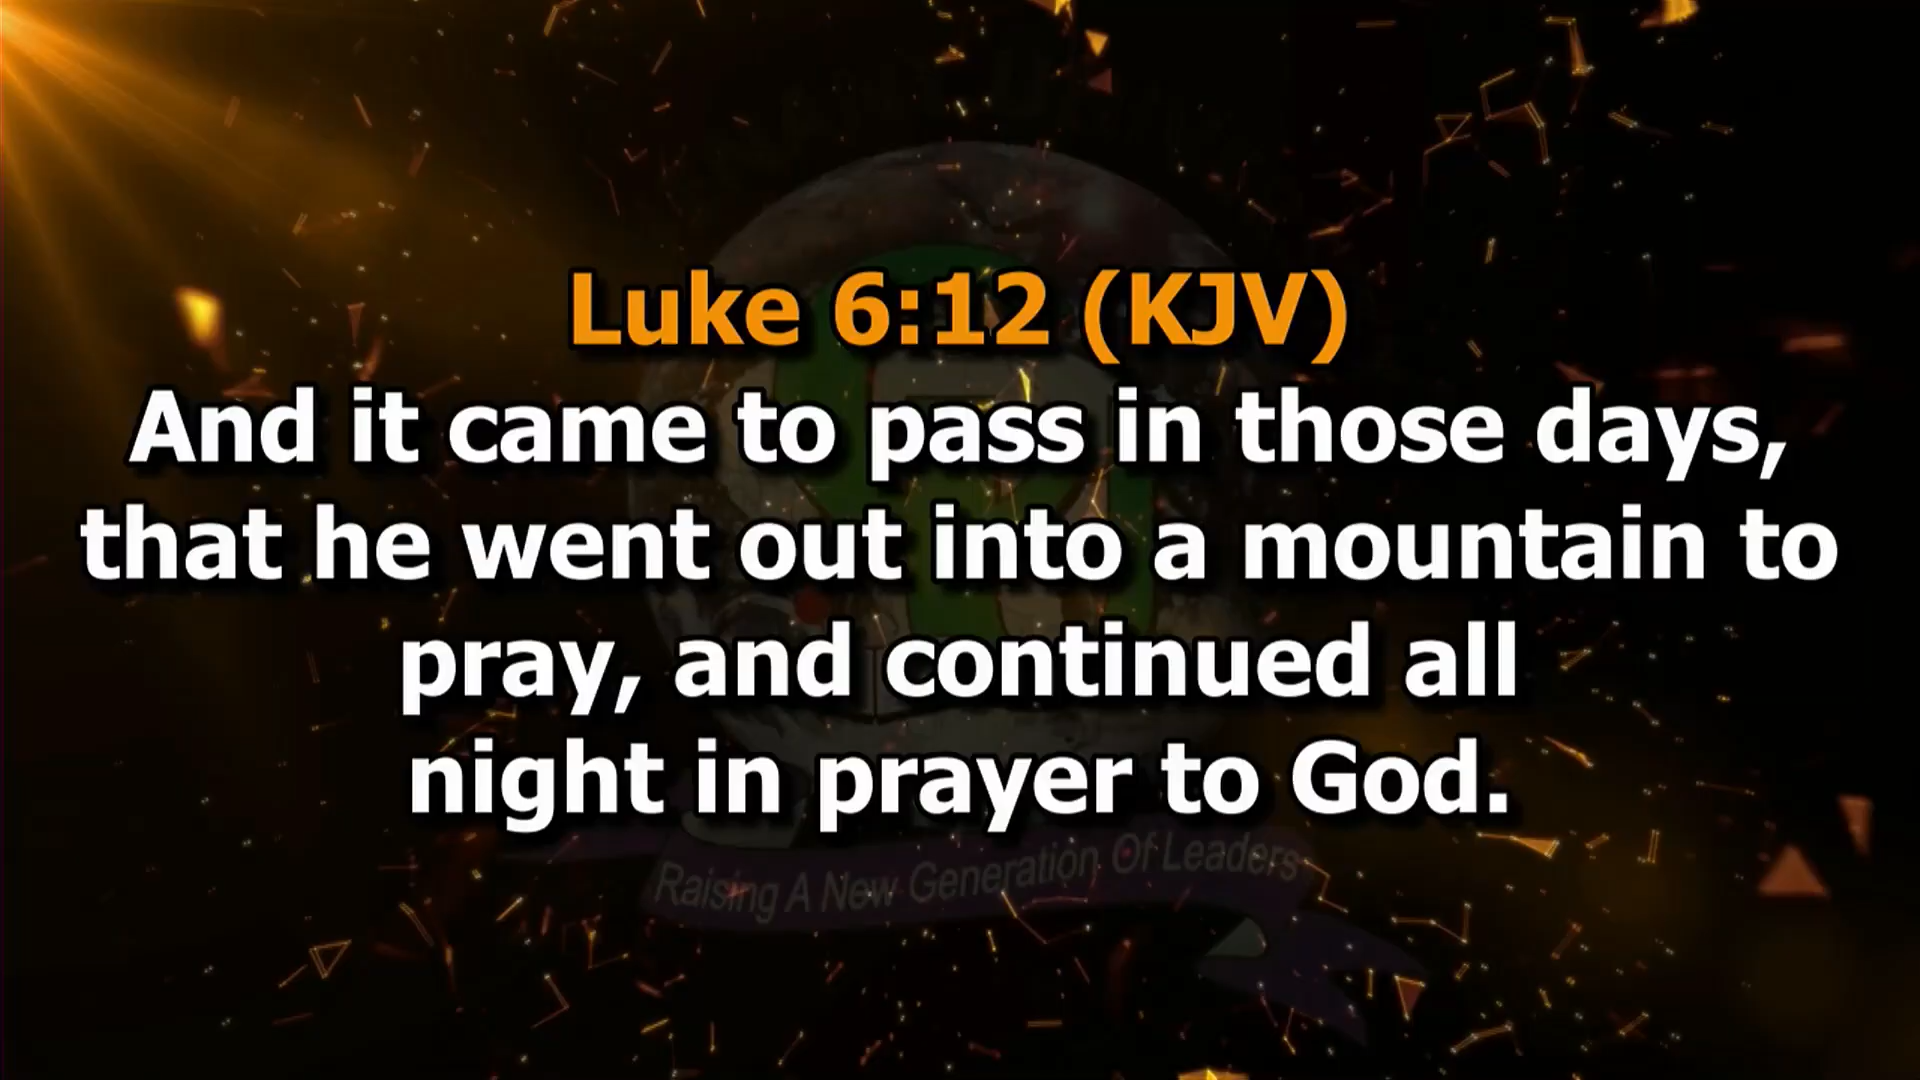 Luke 6:12 (KJV)
And it came to pass in those days,
that he went out into a mountain to
pray, and continued all
night in prayer to God.
Raising A New Generation Of Leaders